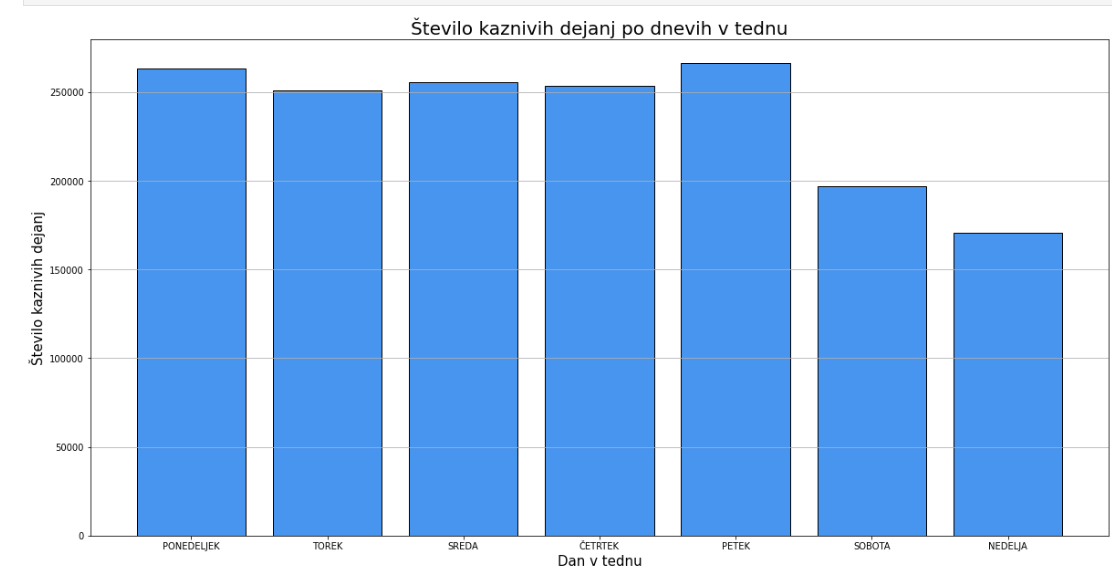 Število kaznivih dejanj po dnevih v tednu
250000
200000
150000
100000
50000
0
Število kaznivih dejanj
PONEDELJEK TOREK SREDA ČETRTEK PETEK SOBOTA NEDELJA
Dan v tednu